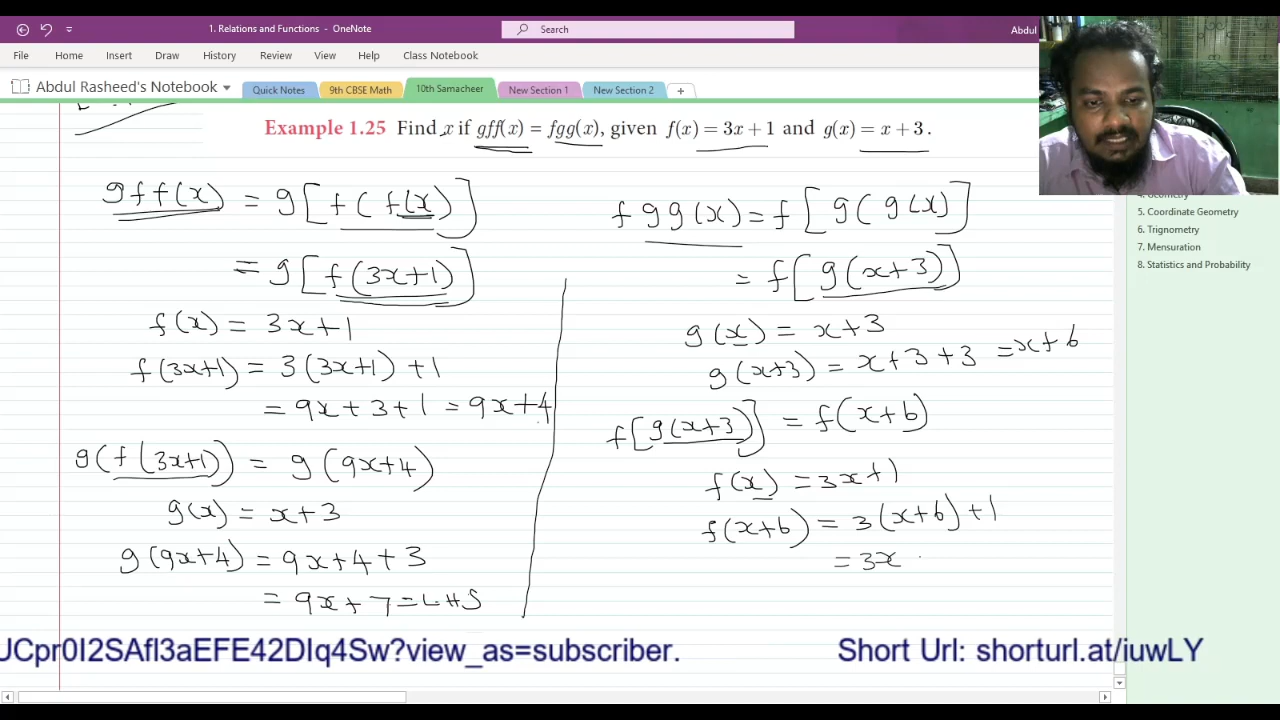 1. Relations and Functions - OneNote
Search
Abdul
File Home Insert Draw History Review View Help Class Notebook
Abdul Rasheed's Notebook
Quick Notes 9th CBSE Math 10th Samacheer New Section 1 New Section 2 +
Example 1.25 Find x if gff(x) = fgg(x), given f(x) = 3x + 1 and g(x) = x + 3.
gff(x) = g[f(f(x))]
= g[f(3x+1)]
f(x) = 3x+1
f(3x+1) = 3(3x+1)+1
= 9x+3+1 = 9x+4
g(f(3x+1)) = g(9x+4)
g(x) = x+3
g(9x+4) = 9x+4+3
= 9x+7 = LHS
fgg(x) = f[g(g(x)]
= f[g(x+3)]
g(x) = x+3
g(x+3) = x+3+3 = x+6
f[g(x+3)] = f(x+6)
f(x) = 3x+1
f(x+6) = 3(x+6)+1
= 3x
5. Coordinate Geometry
6. Trignometry
7. Mensuration
8. Statistics and Probability
JCpr0I2SAfI3aEFE42DIq4Sw?view_as=subscriber. Short Url: shorturl.at/iuwLY